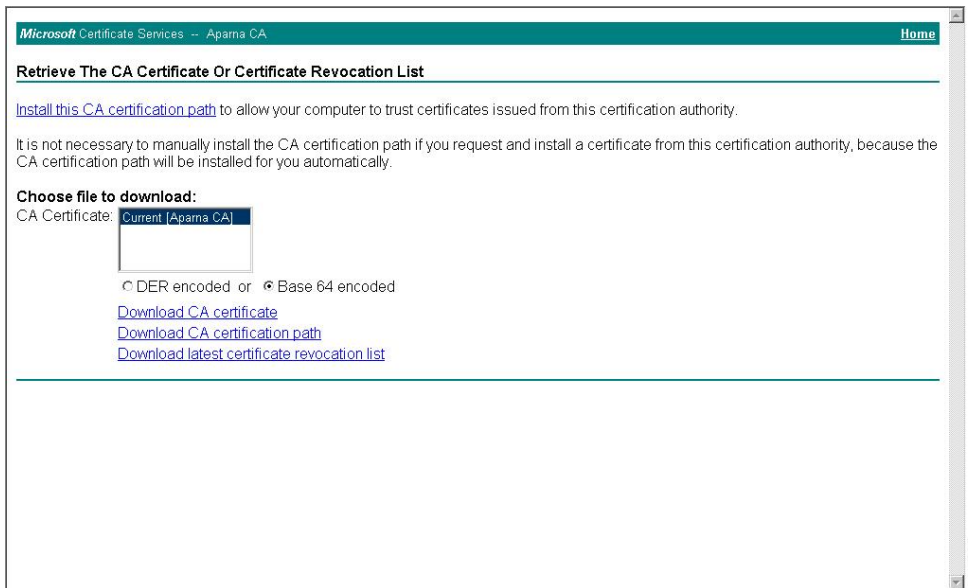 Microsoft Certificate Services -- Aparna CA Home
Retrieve The CA Certificate Or Certificate Revocation List
Install this CA certification path to allow your computer to trust certificates issued from this certification authority.
It is not necessary to manually install the CA certification path if you request and install a certificate from this certification authority, because the
CA certification path will be installed for you automatically.
Choose file to download:
CA Certificate: Current [Aparna CA]
DER encoded or Base 64 encoded
Download CA certificate
Download CA certification path
Download latest certificate revocation list